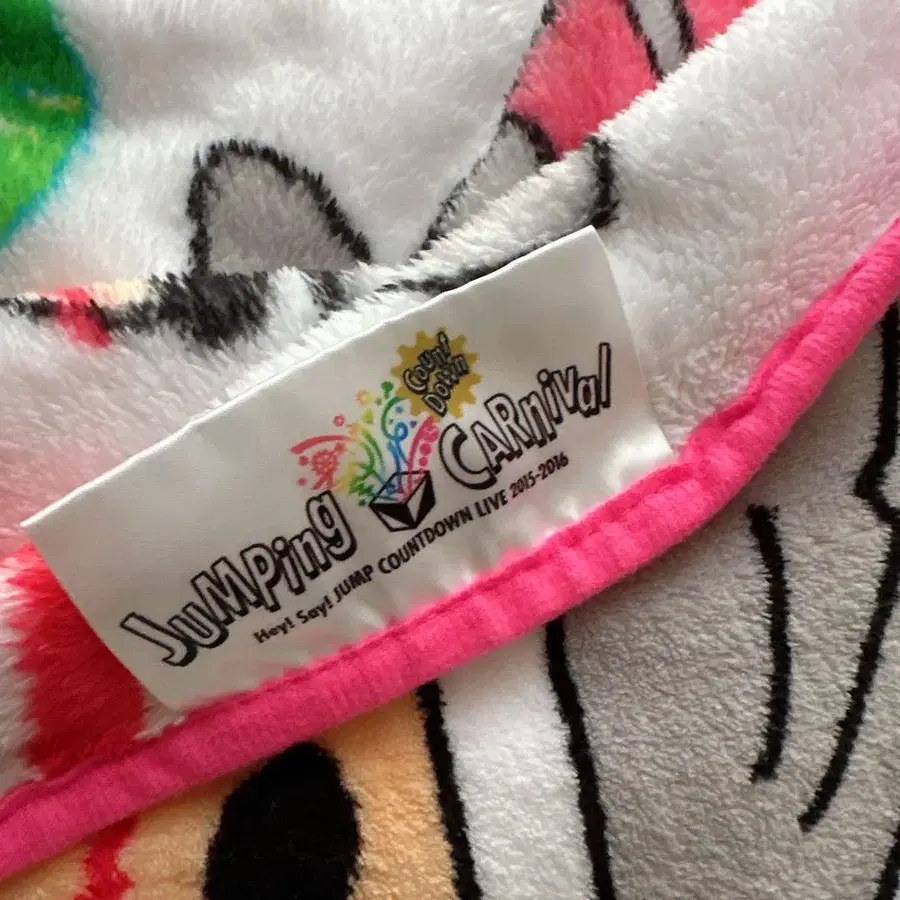 Count
Down
JUMPing CARnival
Hey! Say! JUMP COUNTDOWN LIVE 2015-2016